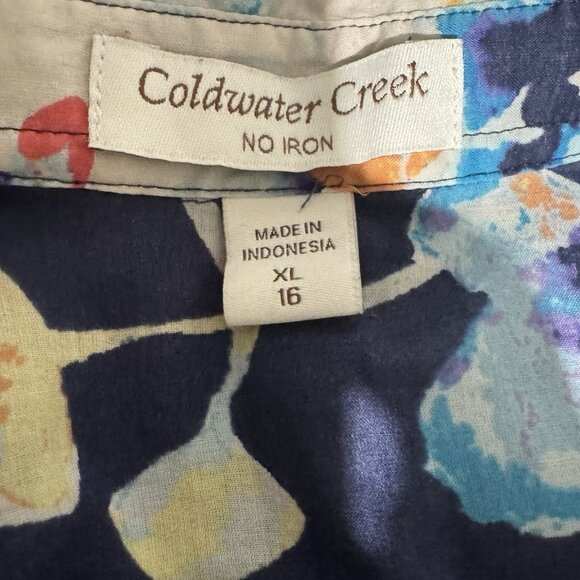 Coldwater Creek
NO IRON
MADE IN
INDONESIA
XL
16